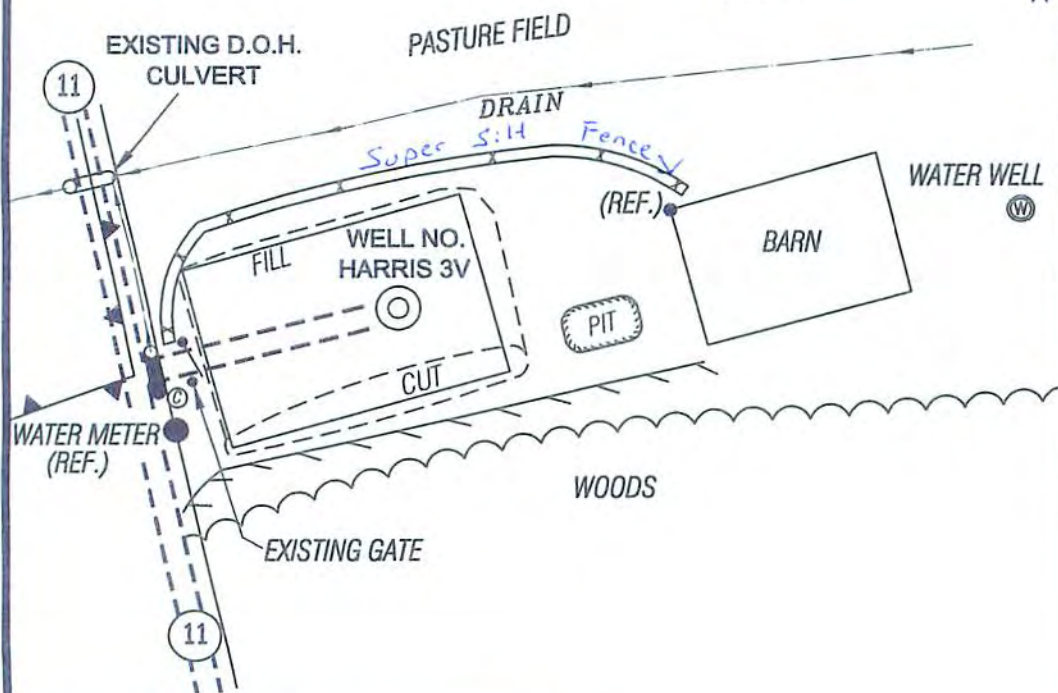 PASTURE FIELD
EXISTING D.O.H.
CULVERT
11
DRAIN
Super Silt Fence
WATER WELL
W
(REF.)
BARN
WELL NO.
HARRIS 3V
FILL
PIT
CUT
C
WATER METER
(REF.)
WOODS
EXISTING GATE
11